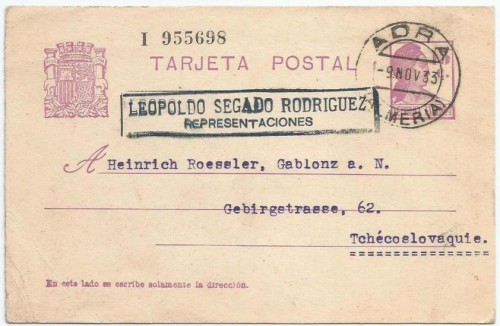 I 955698
TARJETA POSTAL
ADRA
-9.NOV.33
(ALMERIA)
LEOPOLDO SEGADO RODRIGUEZ
REPRESENTACIONES
A Heinrich Roessler, Gablonz a. N.
Gebirgstrasse, 62.
Tchécoslovaquie.
En este lado se escribe solamente la dirección.